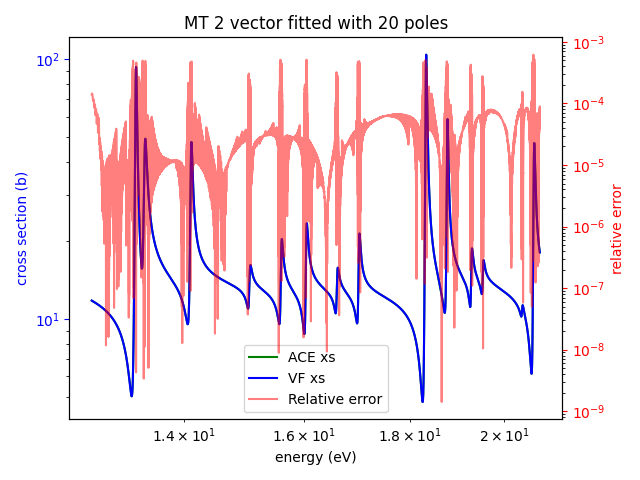 MT 2 vector fitted with 20 poles
cross section (b)
10²
10¹
ACE xs
VF xs
Relative error
1.4 × 10¹
1.6 × 10¹
1.8 × 10¹
2 × 10¹
energy (eV)
10⁻³
10⁻⁴
10⁻⁵
10⁻⁶
10⁻⁷
10⁻⁸
10⁻⁹
relative error